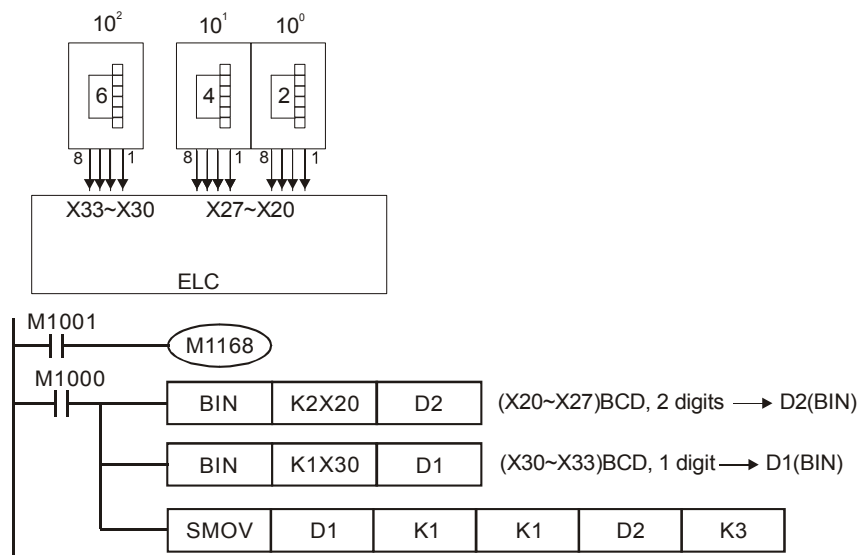 10² 10¹ 10⁰
6 4 2
8 1 8 1 8 1
X33~X30 X27~X20
ELC
M1001
M1168
M1000
BIN K2X20 D2 (X20~X27)BCD, 2 digits → D2(BIN)
BIN K1X30 D1 (X30~X33)BCD, 1 digit → D1(BIN)
SMOV D1 K1 K1 D2 K3